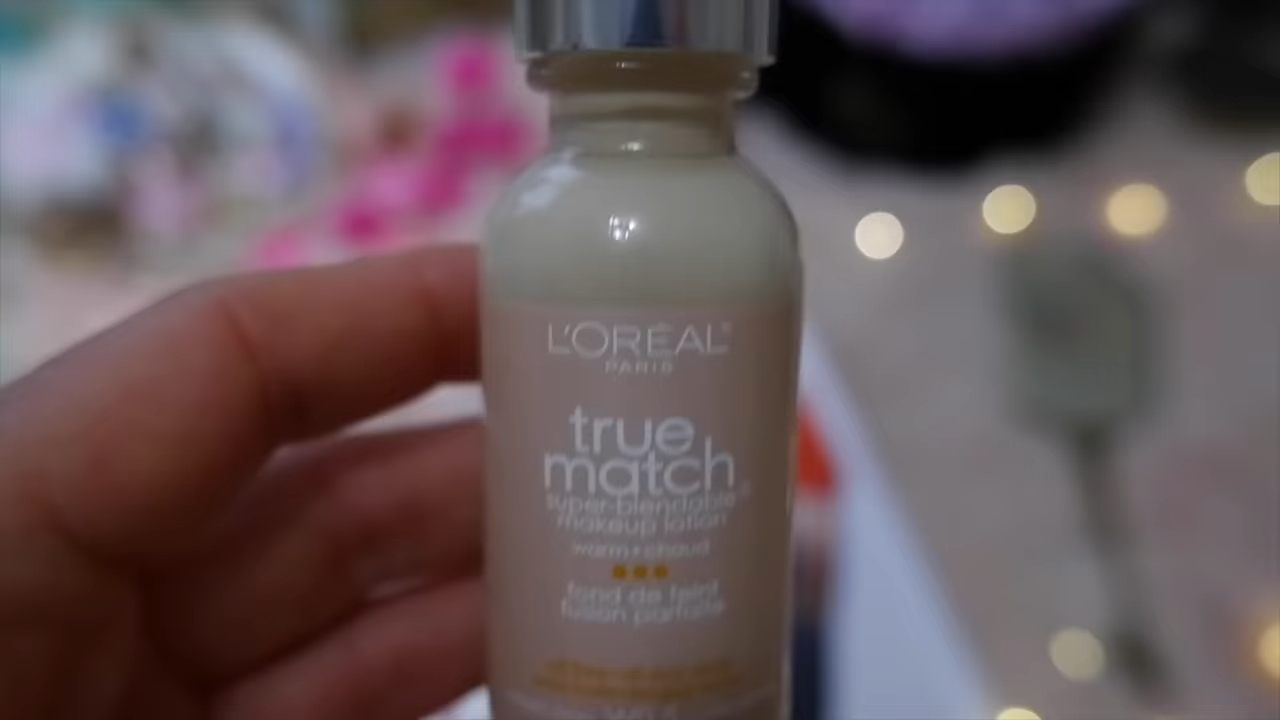 L'ORÉAL®
PARIS
true
match
super-blendable
makeup lotion
warm • chaud
fond de teint
fusion parfaite